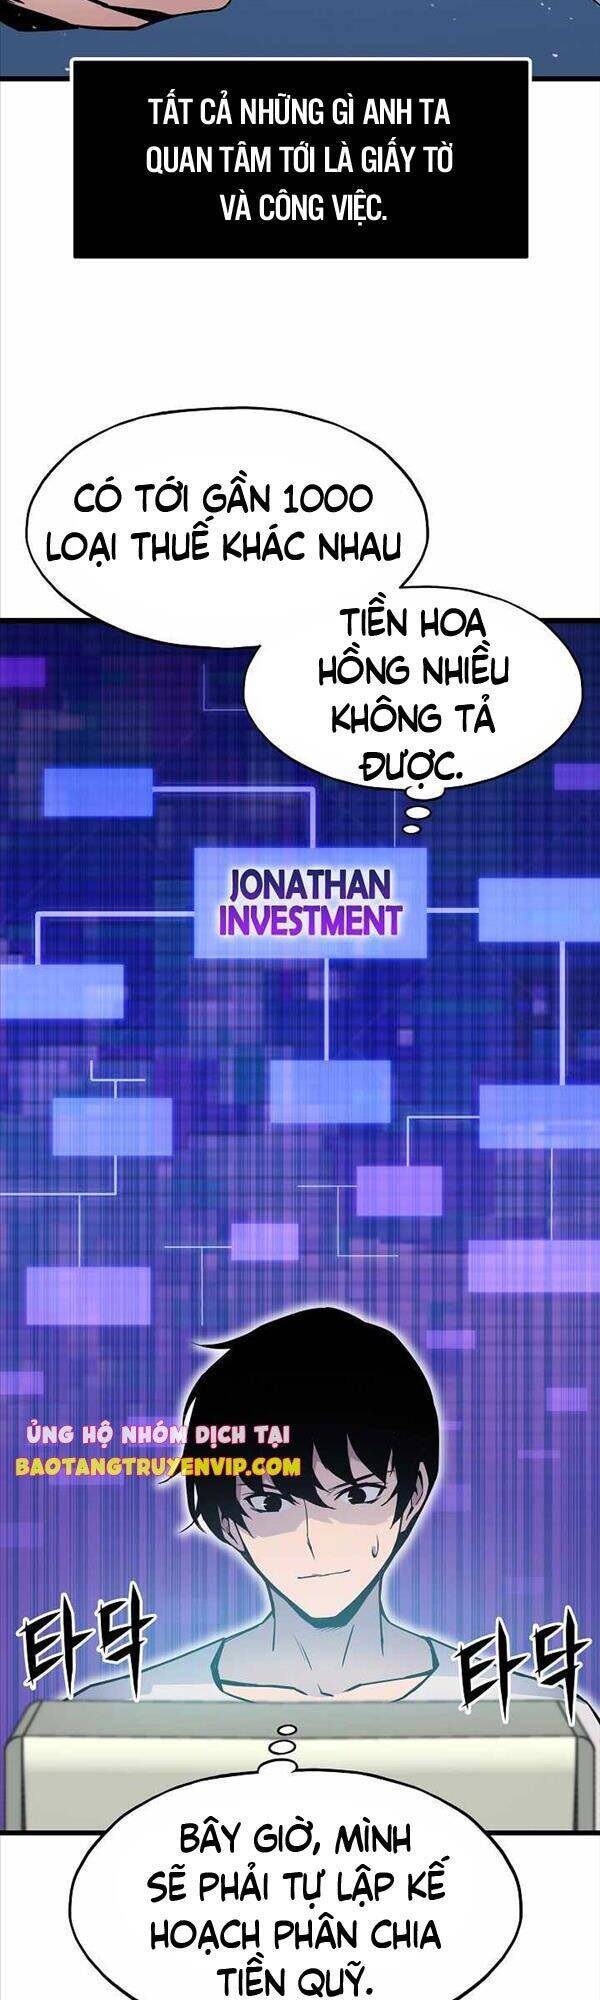 TẤT CẢ NHỮNG GÌ ANH TA
QUAN TÂM TỚI LÀ GIẤY TỜ
VÀ CÔNG VIỆC.
CÓ TỚI GẦN 1000
LOẠI THUẾ KHÁC NHAU
TIỀN HOA
HỒNG NHIỀU
KHÔNG TẢ
ĐƯỢC.
JONATHAN
INVESTMENT
ỦNG HỘ NHÓM DỊCH TẠI
BAOTANGTRUYENVIP.COM
타닥
타닥
BÂY GIỜ, MÌNH
SẼ PHẢI TỰ LẬP KẾ
HOẠCH PHÂN CHIA
TIỀN QUỸ.